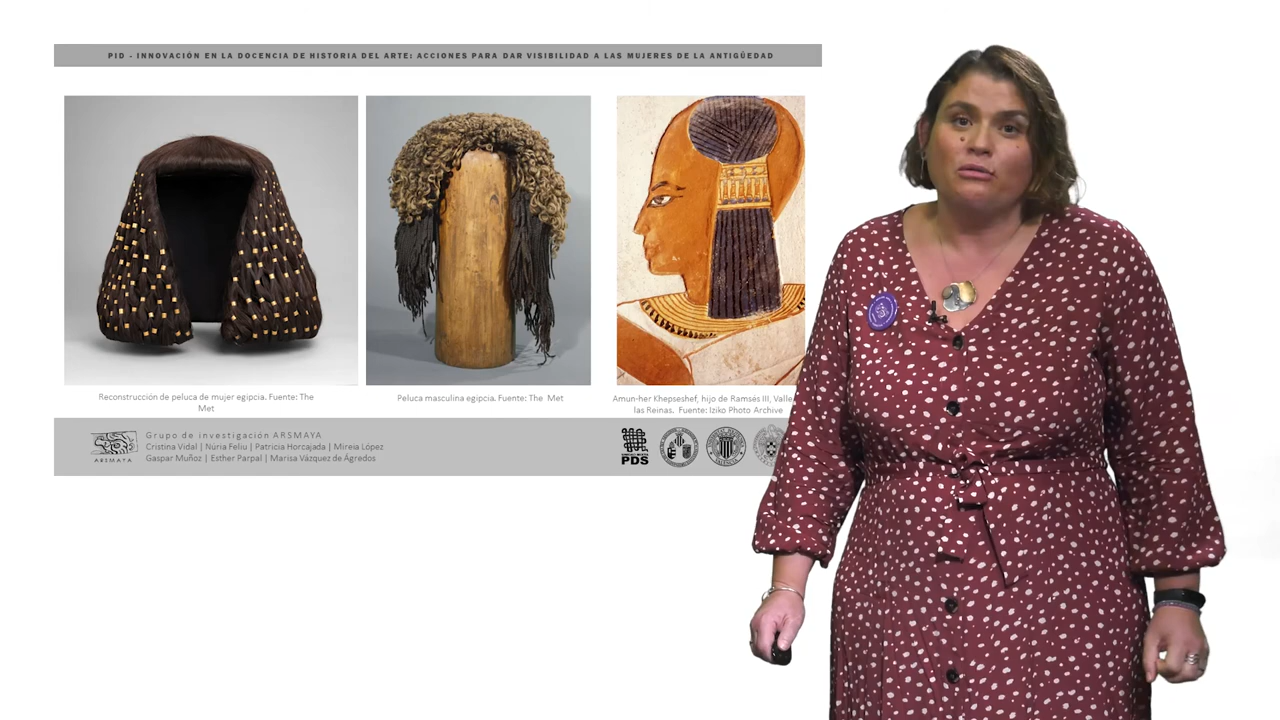 PID - INNOVACIÓN EN LA DOCENCIA DE HISTORIA DEL ARTE: ACCIONES PARA DAR VISIBILIDAD A LAS MUJERES DE LA ANTIGÜEDAD
Reconstrucción de peluca de mujer egipcia. Fuente: The
Met
Peluca masculina egipcia. Fuente: The Met
Amun-her Khepseshef, hijo de Ramsés III, Valle
las Reinas. Fuente: Iziko Photo Archive
ARSMAYA
Grupo de investigación ARSMAYA
Cristina Vidal | Núria Feliu | Patricia Horcajada | Mireia López
Gaspar Muñoz | Esther Parpal | Marisa Vázquez de Ágredos
PDS